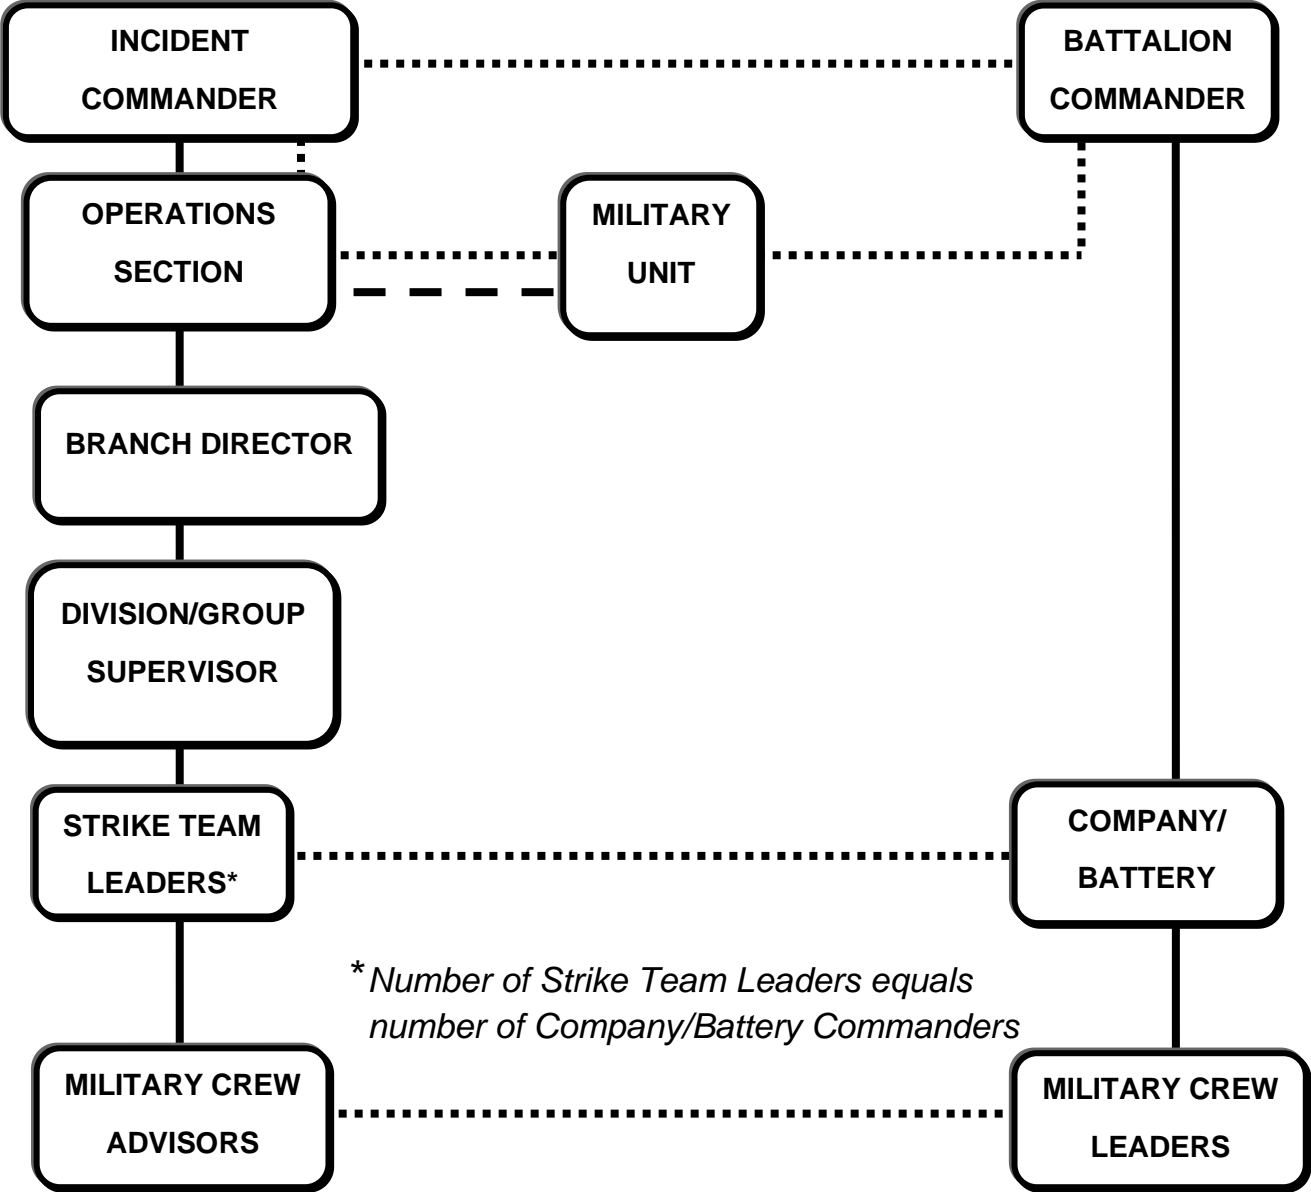 INCIDENT
COMMANDER
BATTALION
COMMANDER
OPERATIONS
SECTION
MILITARY
UNIT
BRANCH DIRECTOR
DIVISION/GROUP
SUPERVISOR
STRIKE TEAM
LEADERS*
COMPANY/
BATTERY
*Number of Strike Team Leaders equals
number of Company/Battery Commanders
MILITARY CREW
ADVISORS
MILITARY CREW
LEADERS